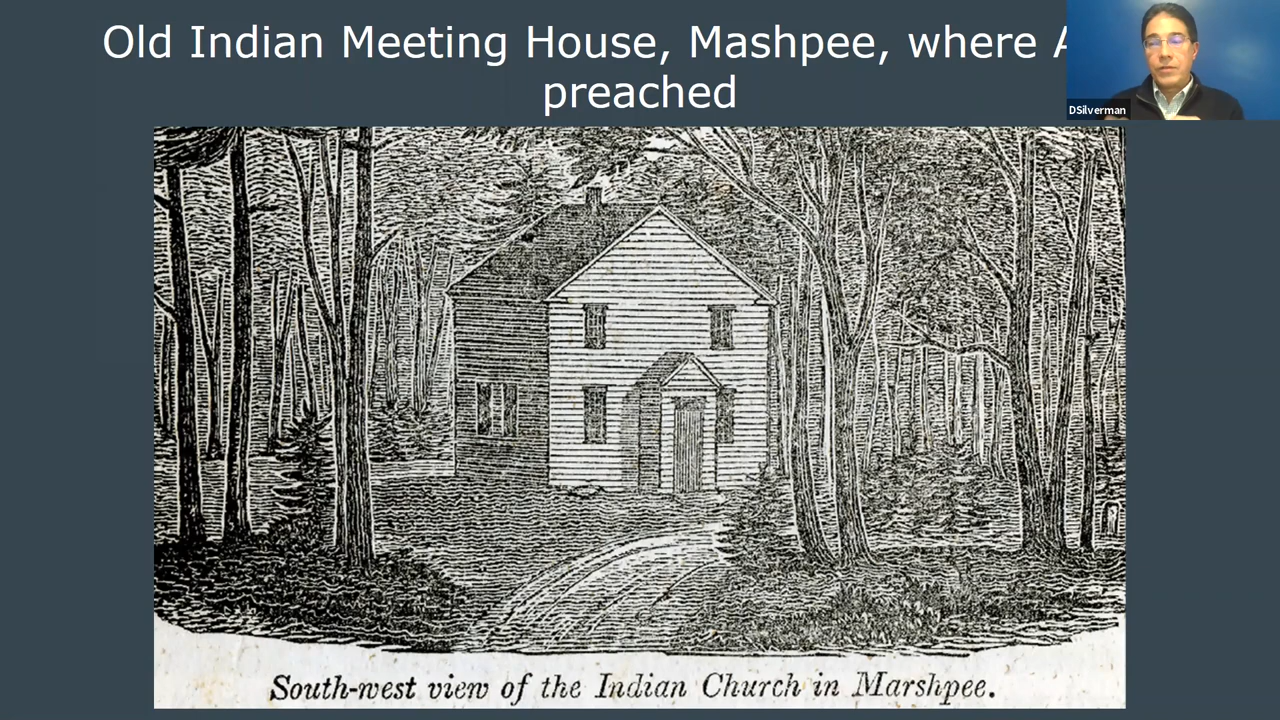 Old Indian Meeting House, Mashpee, where
preached
DSilverman
South-west view of the Indian Church in Marshpee.